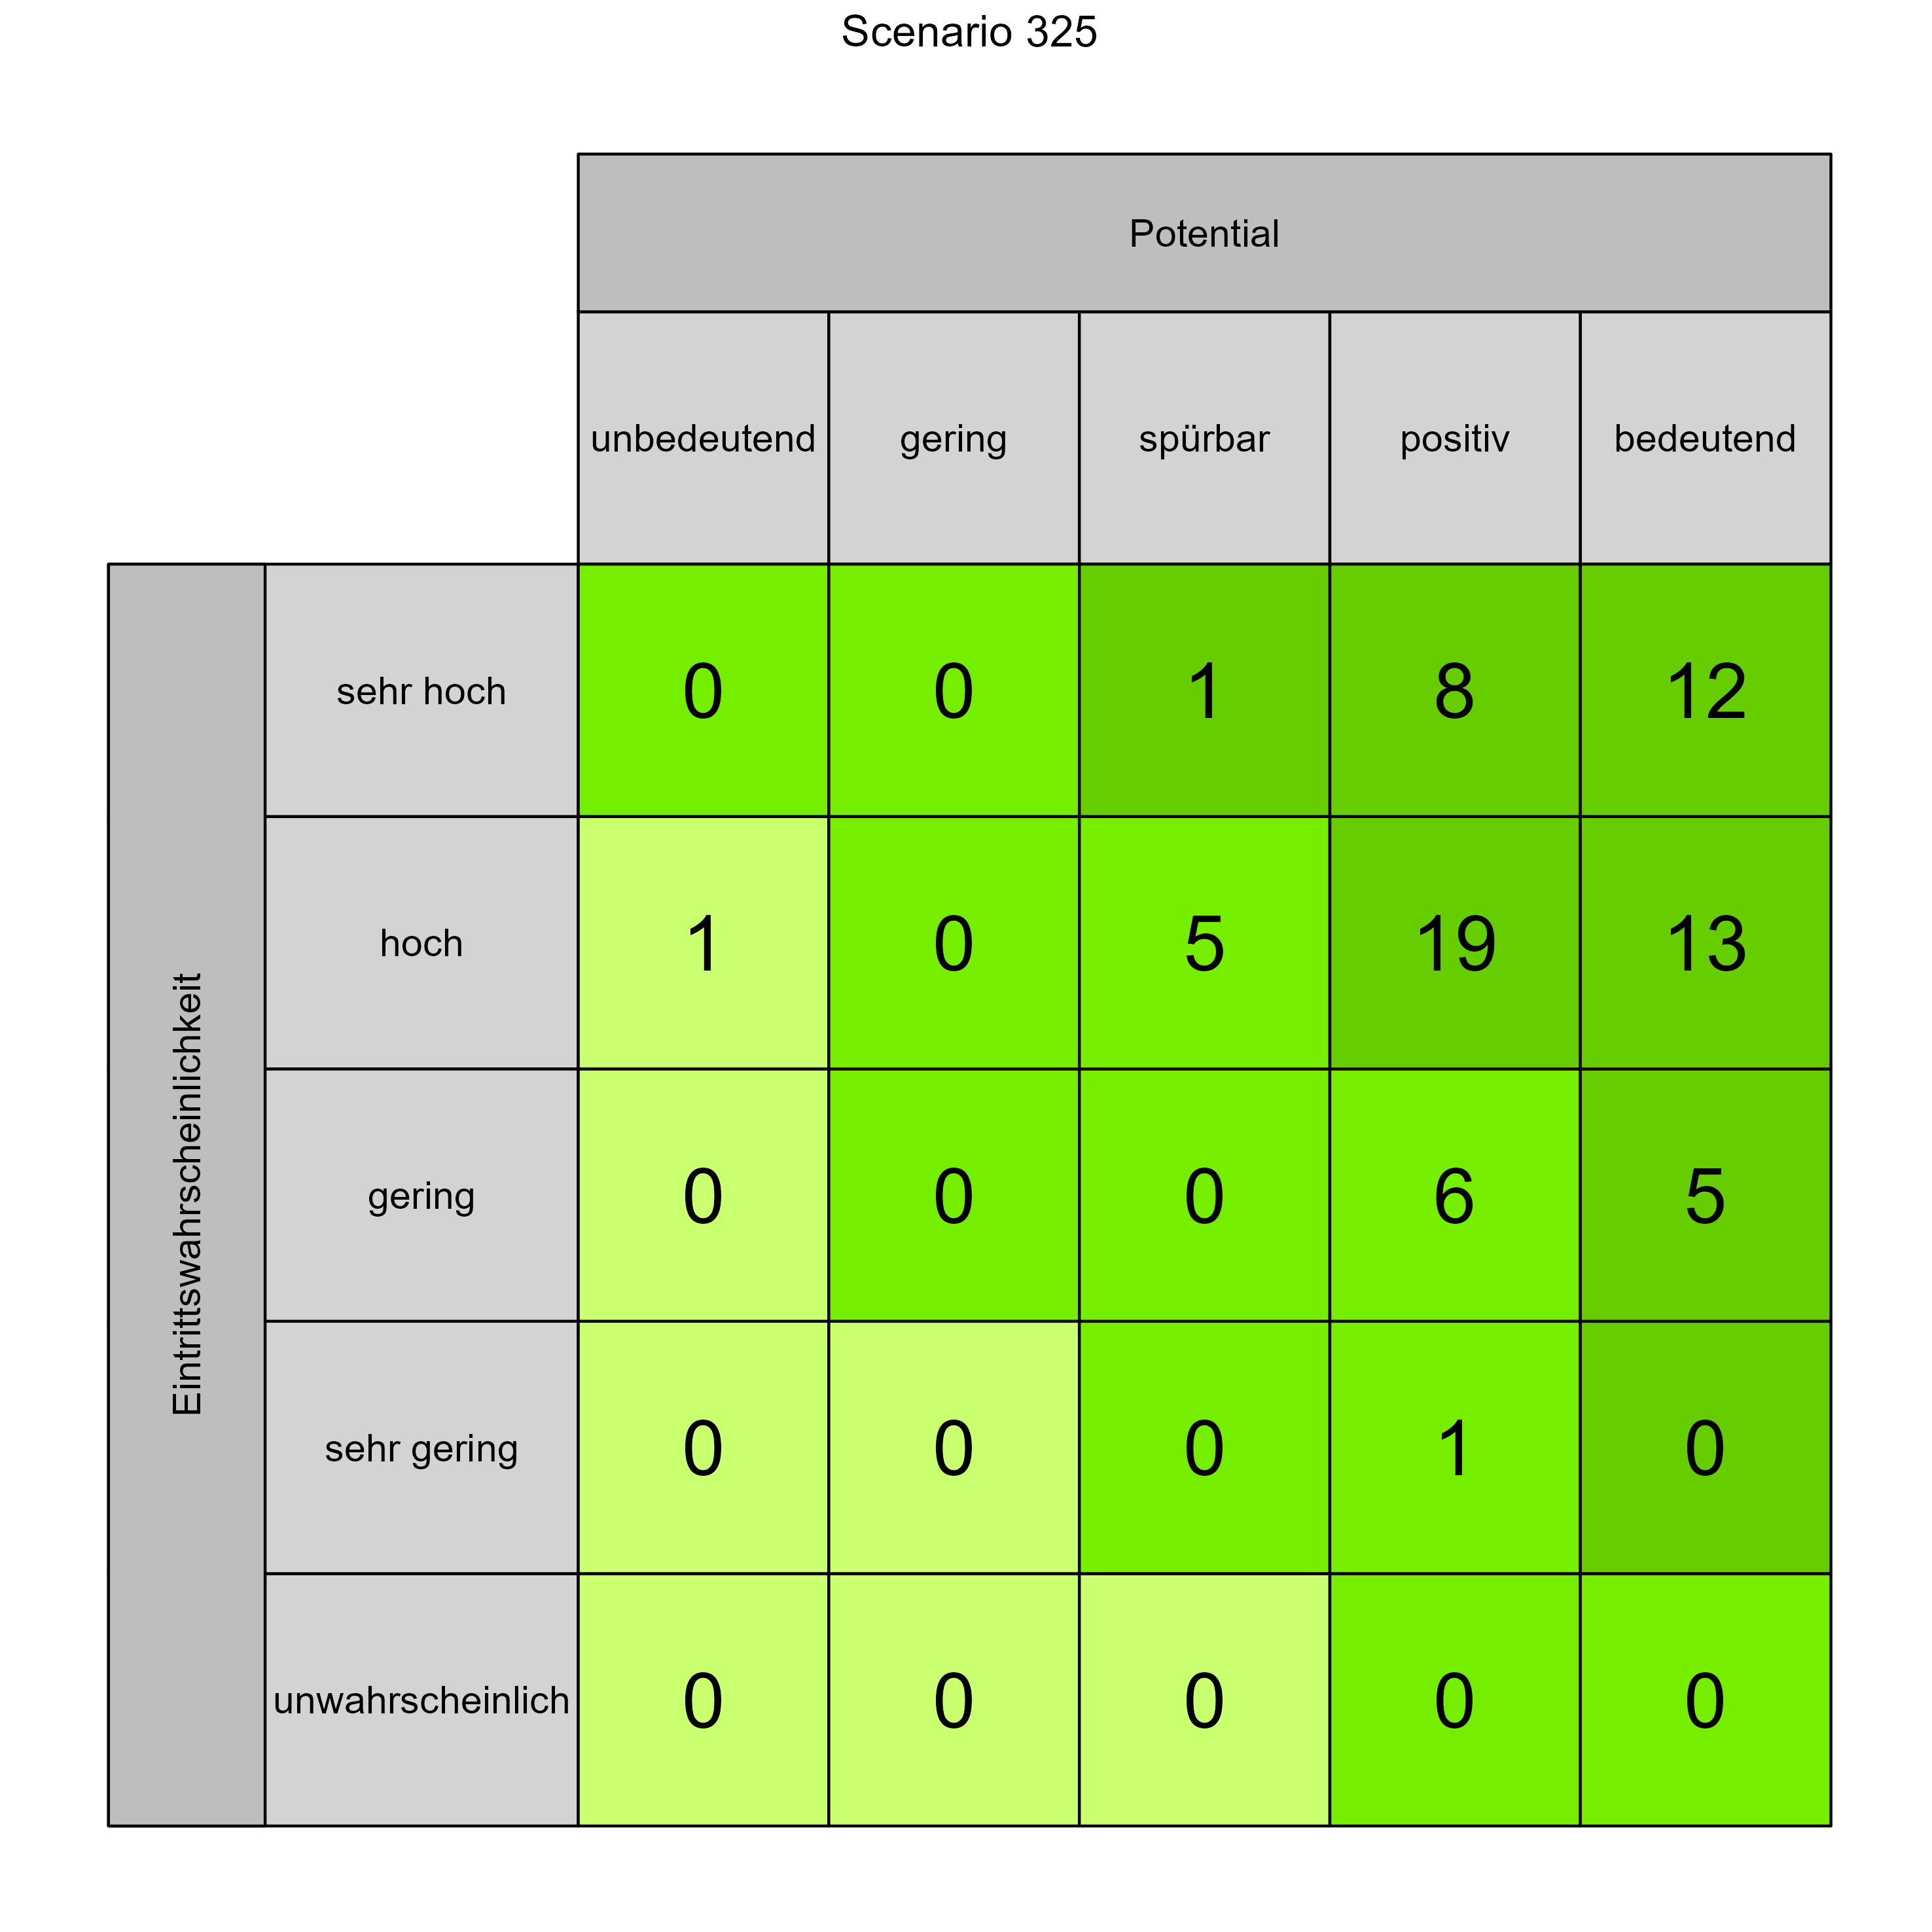 Scenario 325
Potential
unbedeutend gering spürbar positiv bedeutend
Eintrittswahrscheinlichkeit
sehr hoch 0 0 1 8 12
hoch 1 0 5 19 13
gering 0 0 0 6 5
sehr gering 0 0 0 1 0
unwahrscheinlich 0 0 0 0 0